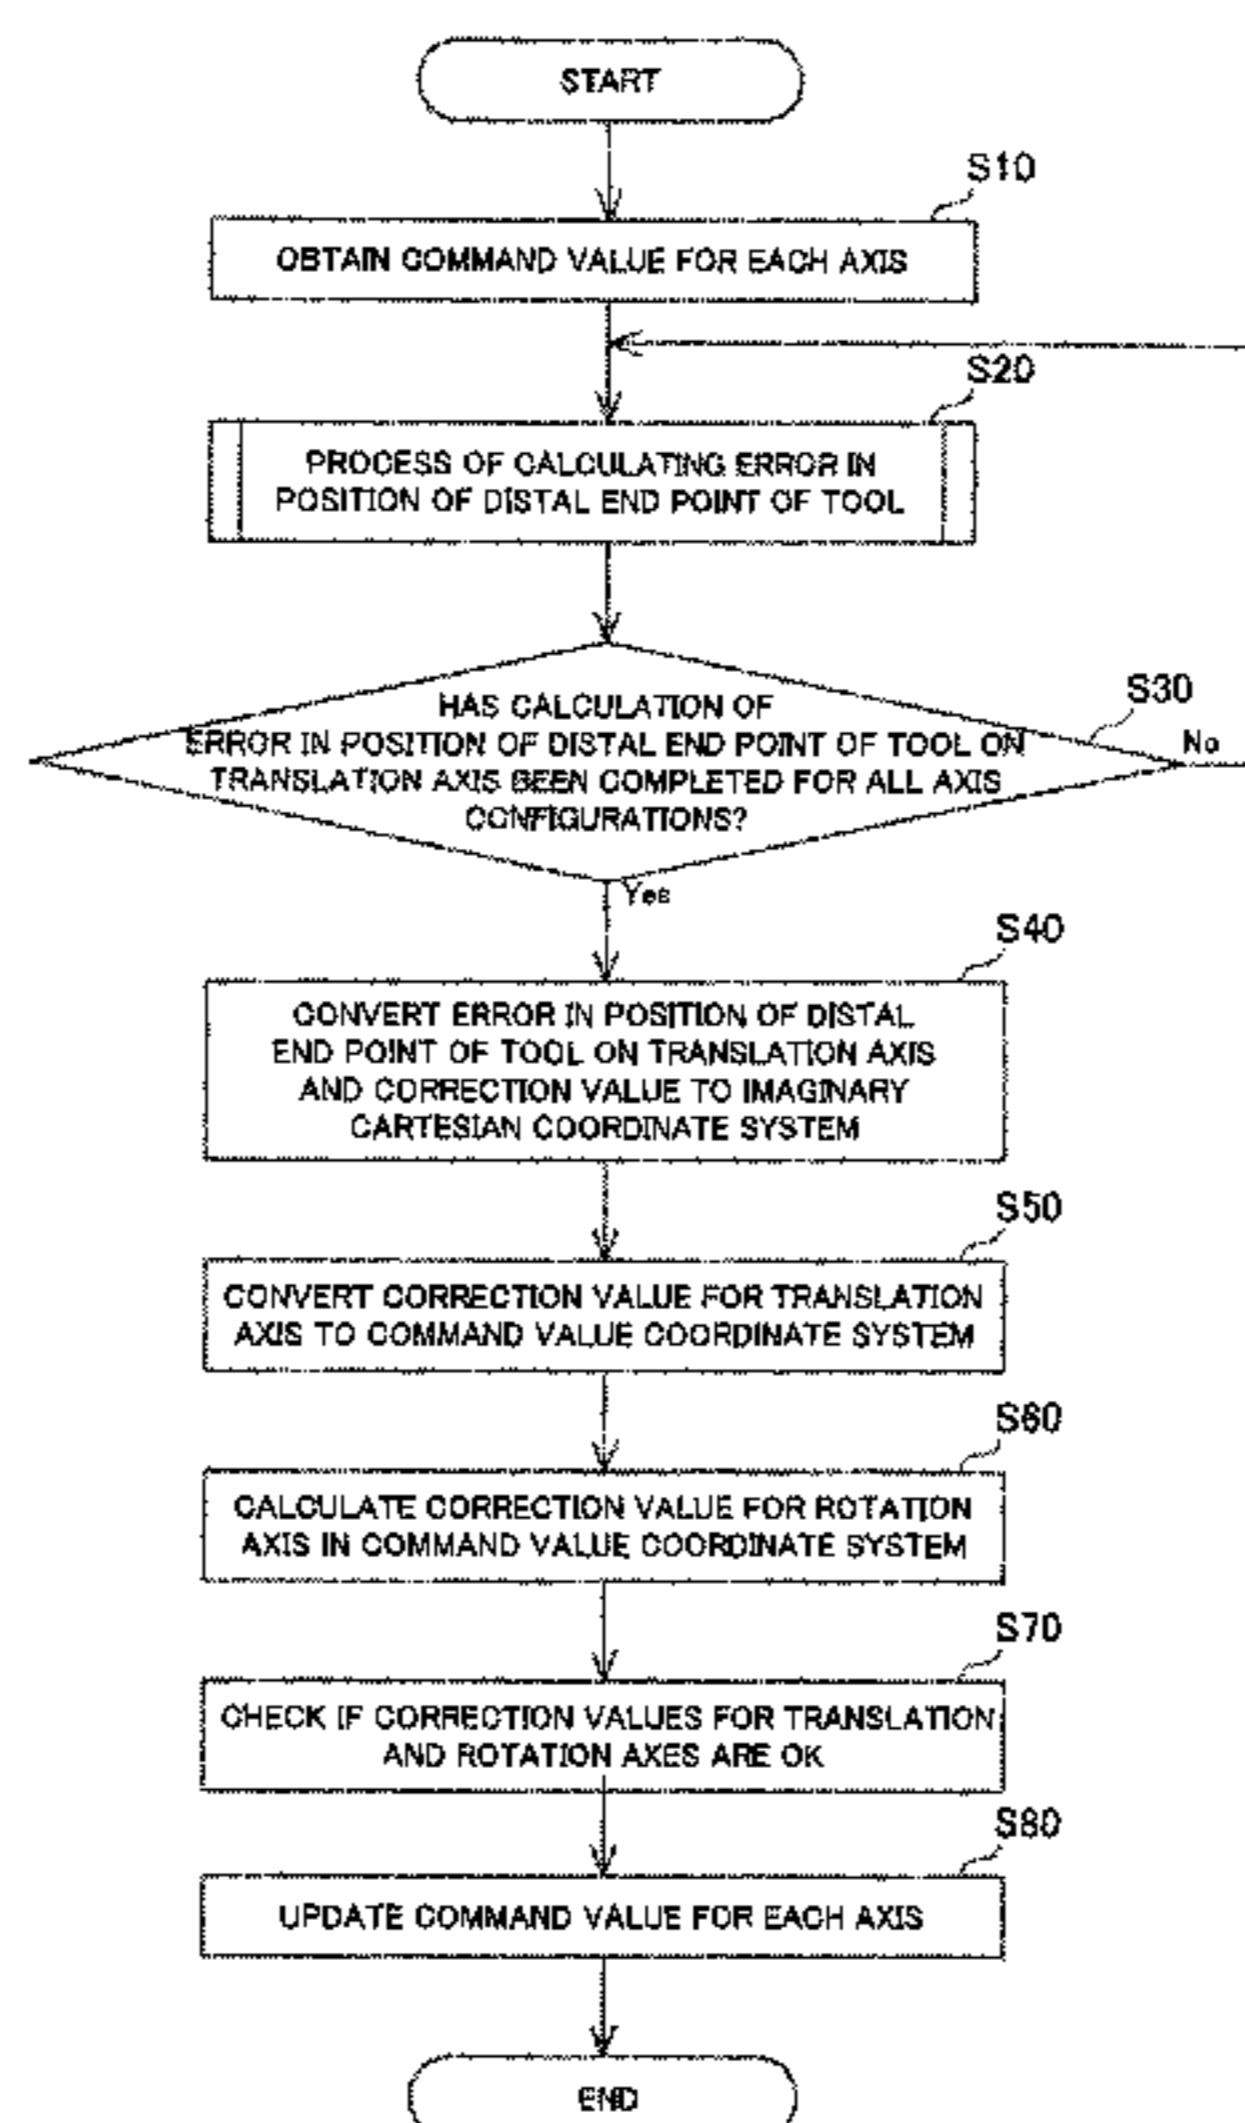 START
S10
OBTAIN COMMAND VALUE FOR EACH AXIS
S20
PROCESS OF CALCULATING ERROR IN
POSITION OF DISTAL END POINT OF TOOL
S30
HAS CALCULATION OF
ERROR IN POSITION OF DISTAL END POINT OF TOOL ON
TRANSLATION AXIS BEEN COMPLETED FOR ALL AXIS
CONFIGURATIONS?
No
Yes
S40
CONVERT ERROR IN POSITION OF DISTAL
END POINT OF TOOL ON TRANSLATION AXIS
AND CORRECTION VALUE TO IMAGINARY
CARTESIAN COORDINATE SYSTEM
S50
CONVERT CORRECTION VALUE FOR TRANSLATION
AXIS TO COMMAND VALUE COORDINATE SYSTEM
S60
CALCULATE CORRECTION VALUE FOR ROTATION
AXIS IN COMMAND VALUE COORDINATE SYSTEM
S70
CHECK IF CORRECTION VALUES FOR TRANSLATION
AND ROTATION AXES ARE OK
S80
UPDATE COMMAND VALUE FOR EACH AXIS
END